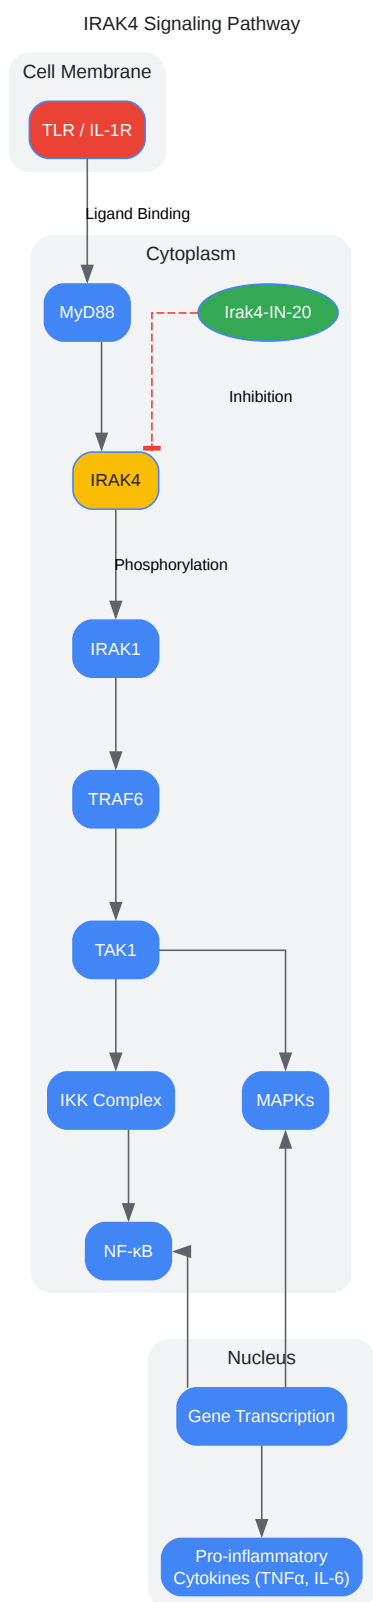 IRAK4 Signaling Pathway
Cell Membrane
TLR / IL-1R
Ligand Binding
Cytoplasm
MyD88
Irak4-IN-20
Inhibition
IRAK4
Phosphorylation
IRAK1
TRAF6
TAK1
IKK Complex
MAPKs
NF-κB
Nucleus
Gene Transcription
Pro-inflammatory
Cytokines (TNFα, IL-6)